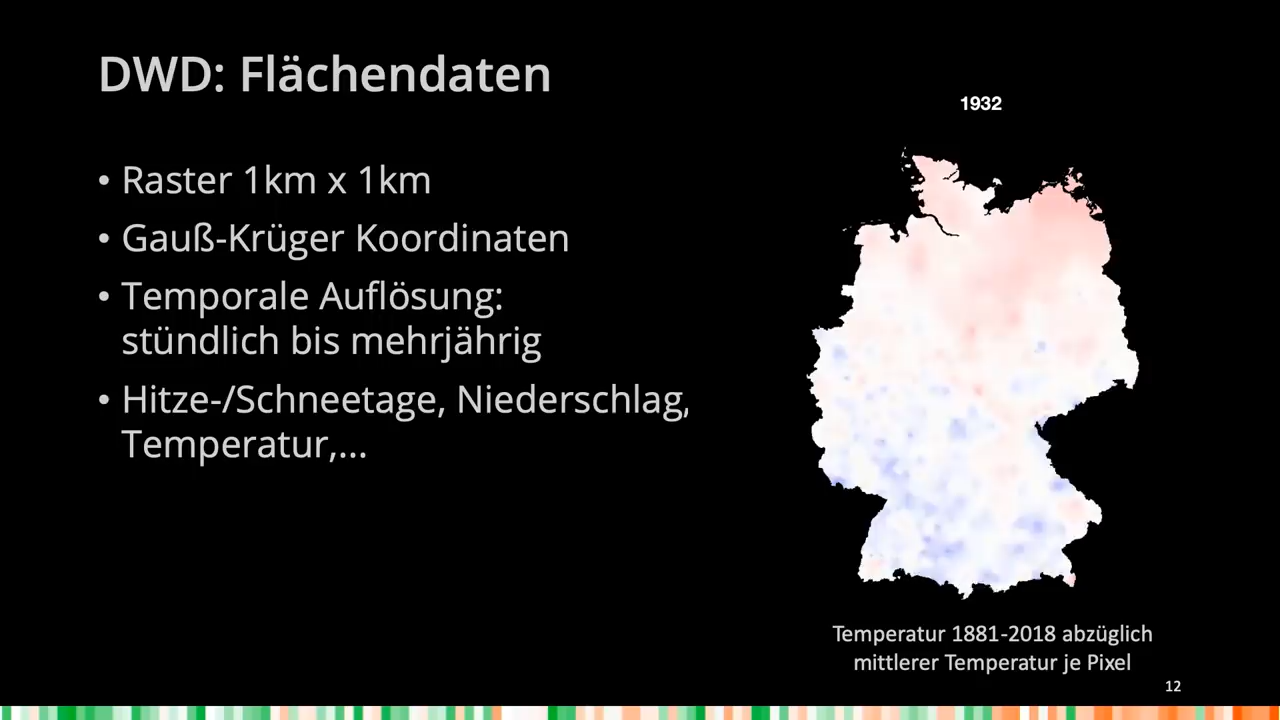 DWD: Flächendaten
• Raster 1km x 1km
• Gauß-Krüger Koordinaten
• Temporale Auflösung:
stündlich bis mehrjährig
• Hitze-/Schneetage, Niederschlag,
Temperatur,...
1932
Temperatur 1881-2018 abzüglich
mittlerer Temperatur je Pixel
12